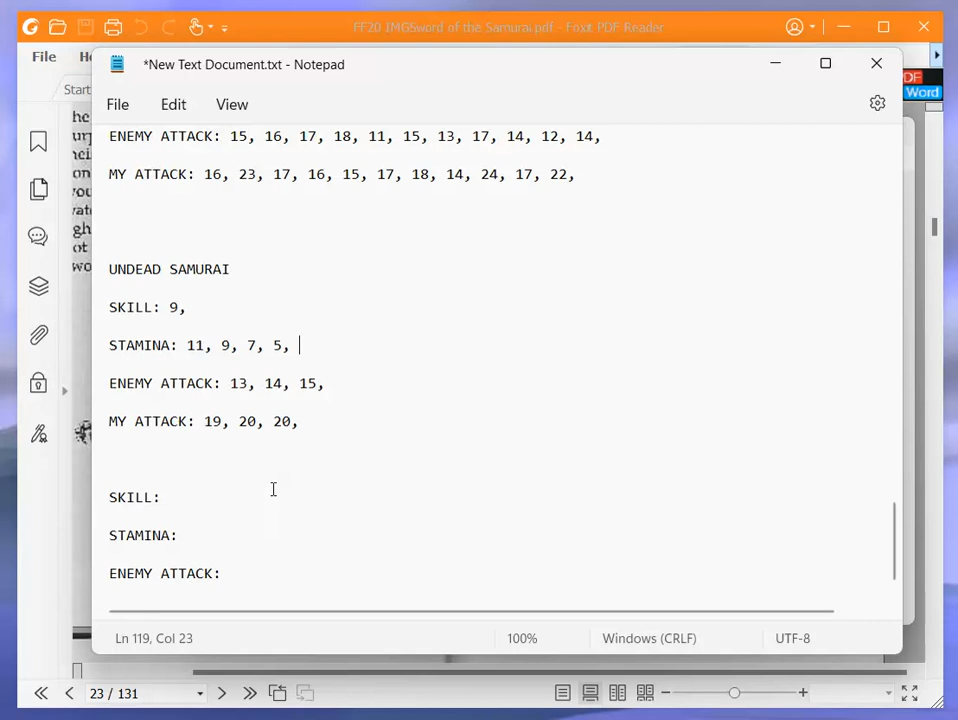 FF20 IMGSword of the Samurai.pdf - Foxit PDF Reader
File
Start
*New Text Document.txt - Notepad
File Edit View
Word
ENEMY ATTACK: 15, 16, 17, 18, 11, 15, 13, 17, 14, 12, 14,
MY ATTACK: 16, 23, 17, 16, 15, 17, 18, 14, 24, 17, 22,
UNDEAD SAMURAI
SKILL: 9,
STAMINA: 11, 9, 7, 5,
ENEMY ATTACK: 13, 14, 15,
MY ATTACK: 19, 20, 20,
SKILL:
STAMINA:
ENEMY ATTACK:
Ln 119, Col 23 100% Windows (CRLF) UTF-8
23 / 131